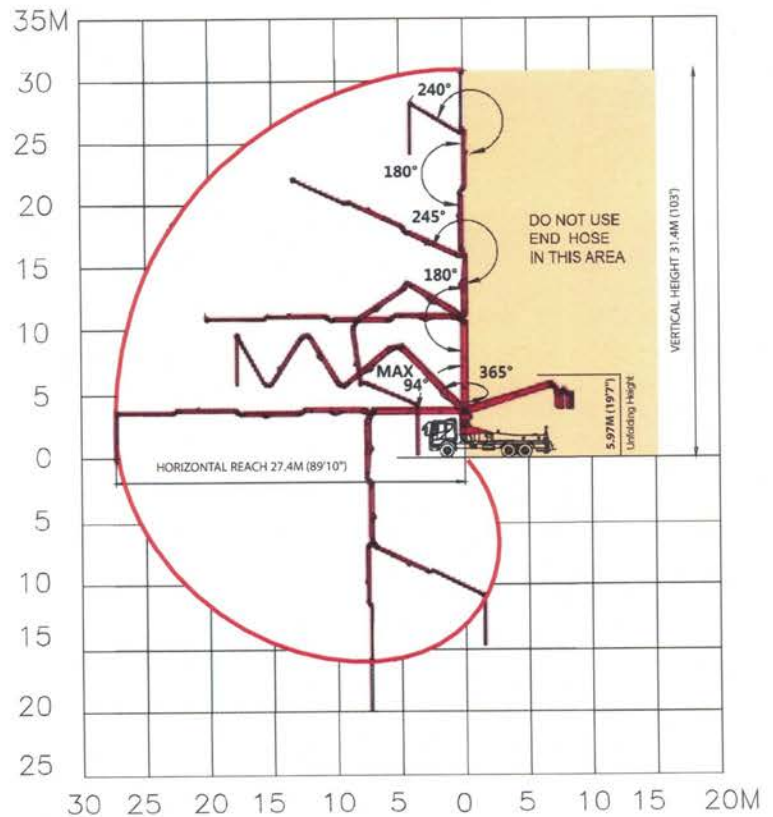 35M
30
240°
25
180°
20
245°
DO NOT USE
END HOSE
IN THIS AREA
15
180°
VERTICAL HEIGHT 31.4M (103')
10
MAX
94°
365°
5
5.97M (19'7")
Unfolding Height
0
HORIZONTAL REACH 27.4M (89'10")
5
10
15
20
25
30 25 20 15 10 5 0 5 10 15 20M